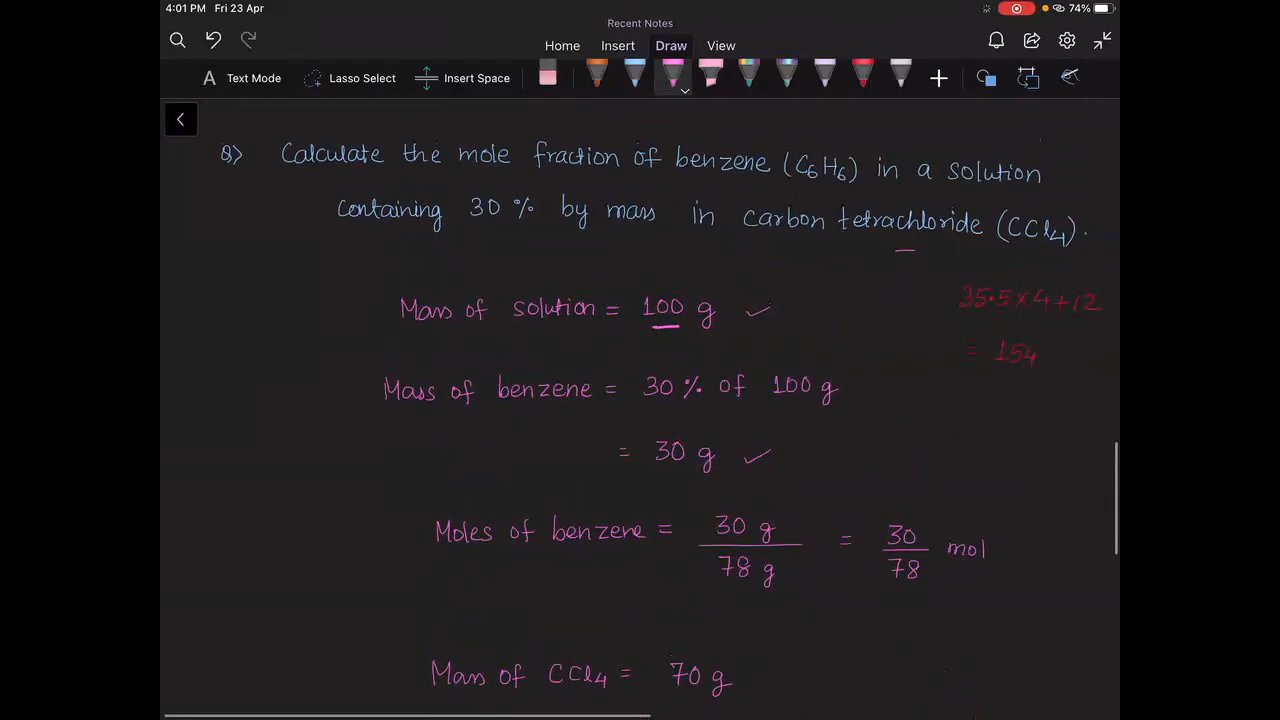 4:01 PM Fri 23 Apr
74%
Recent Notes
Home Insert Draw View
Text Mode Lasso Select Insert Space
Q> Calculate the mole fraction of benzene (C6H6) in a solution
containing 30 % by mass in carbon tetrachloride (CCl4).
Mass of solution = 100 g ✓
35.5 × 4 + 12
= 154
Mass of benzene = 30 % of 100 g
= 30 g ✓
Moles of benzene = 30 g / 78 g = 30 / 78 mol
Mass of CCl4 = 70 g